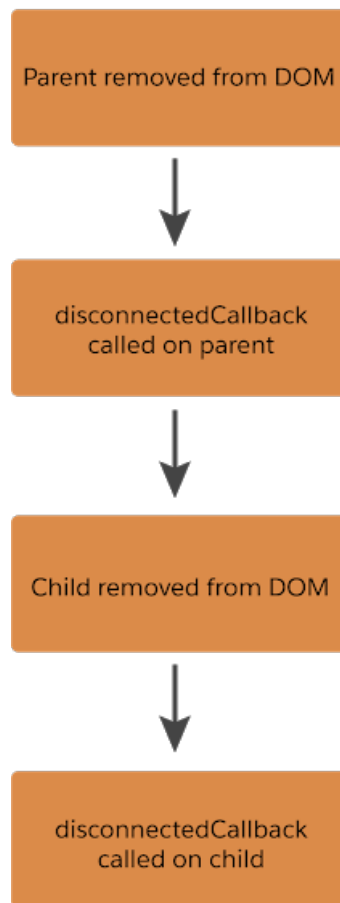 Parent removed from DOM
disconnectedCallback
called on parent
Child removed from DOM
disconnectedCallback
called on child